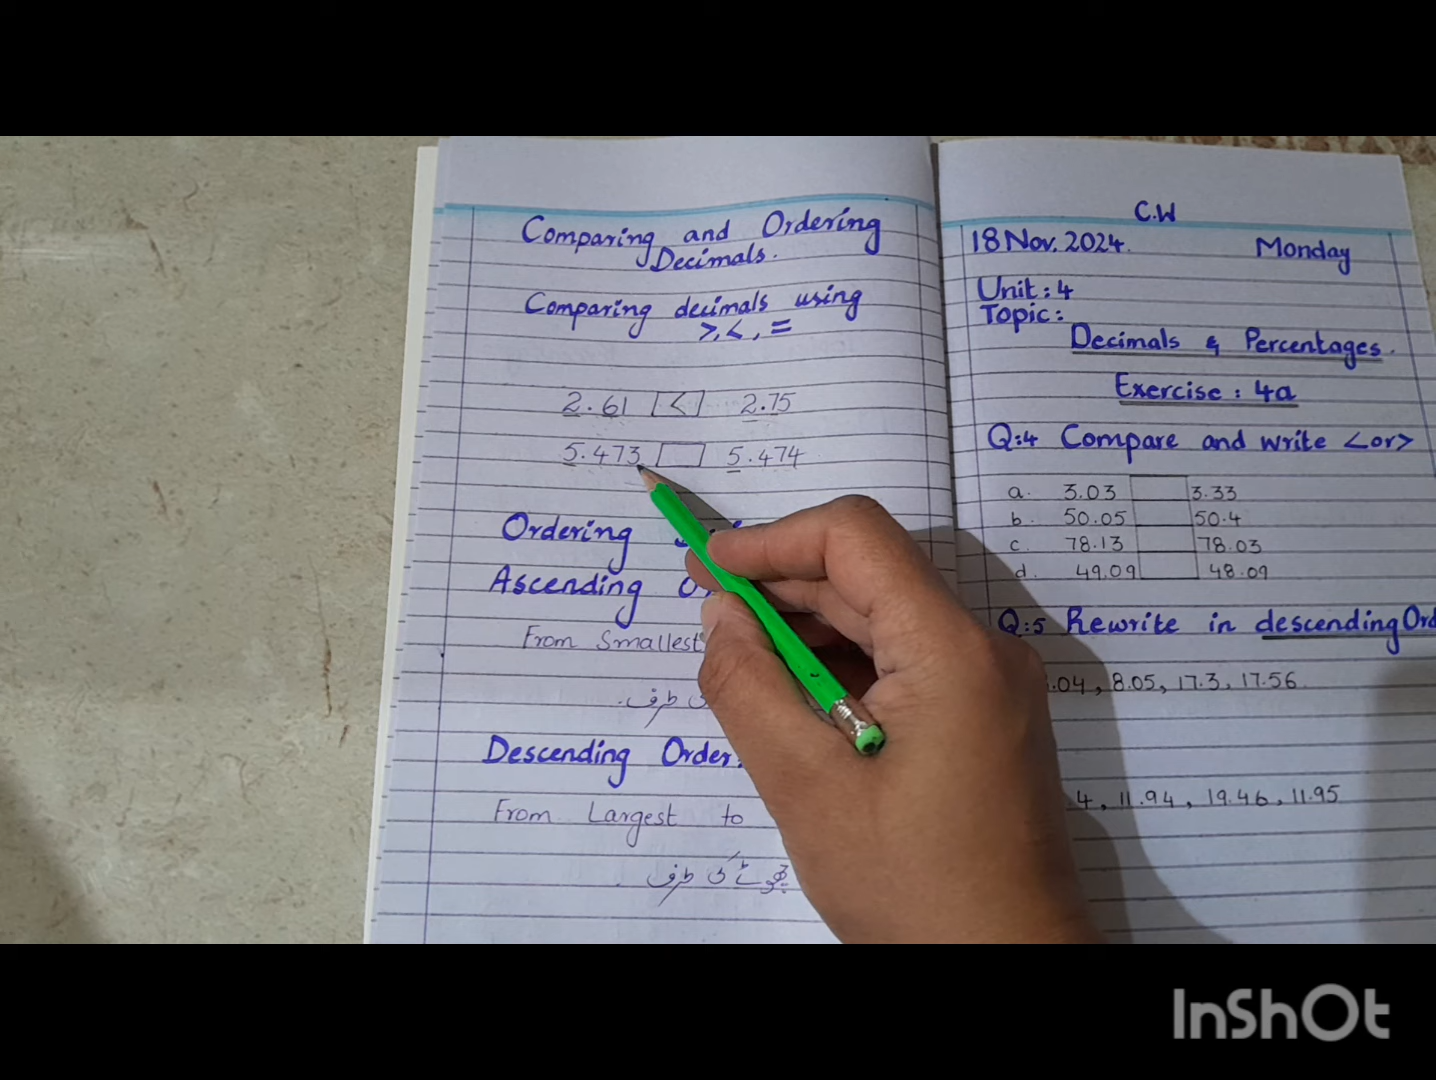 Comparing and Ordering
Decimals.
Comparing decimals using
>, <, =
2.61 [<] 2.75
5.473 [ ] 5.474
Ordering
Ascending
From Smallest
کی طرف.
Descending Order.
From Largest to
چھوٹے کی طرف.
C.W
18 Nov. 2024. Monday
Unit: 4
Topic:
Decimals & Percentages.
Exercise: 4a
Q:4 Compare and write <or>
a. 3.03 3.33
b. 50.05 50.4
c. 78.13 78.03
d. 49.09 48.09
Q:5 Rewrite in descending Ord
.04, 8.05, 17.3, 17.56
.4, 11.94, 19.46, 11.95
InShOt